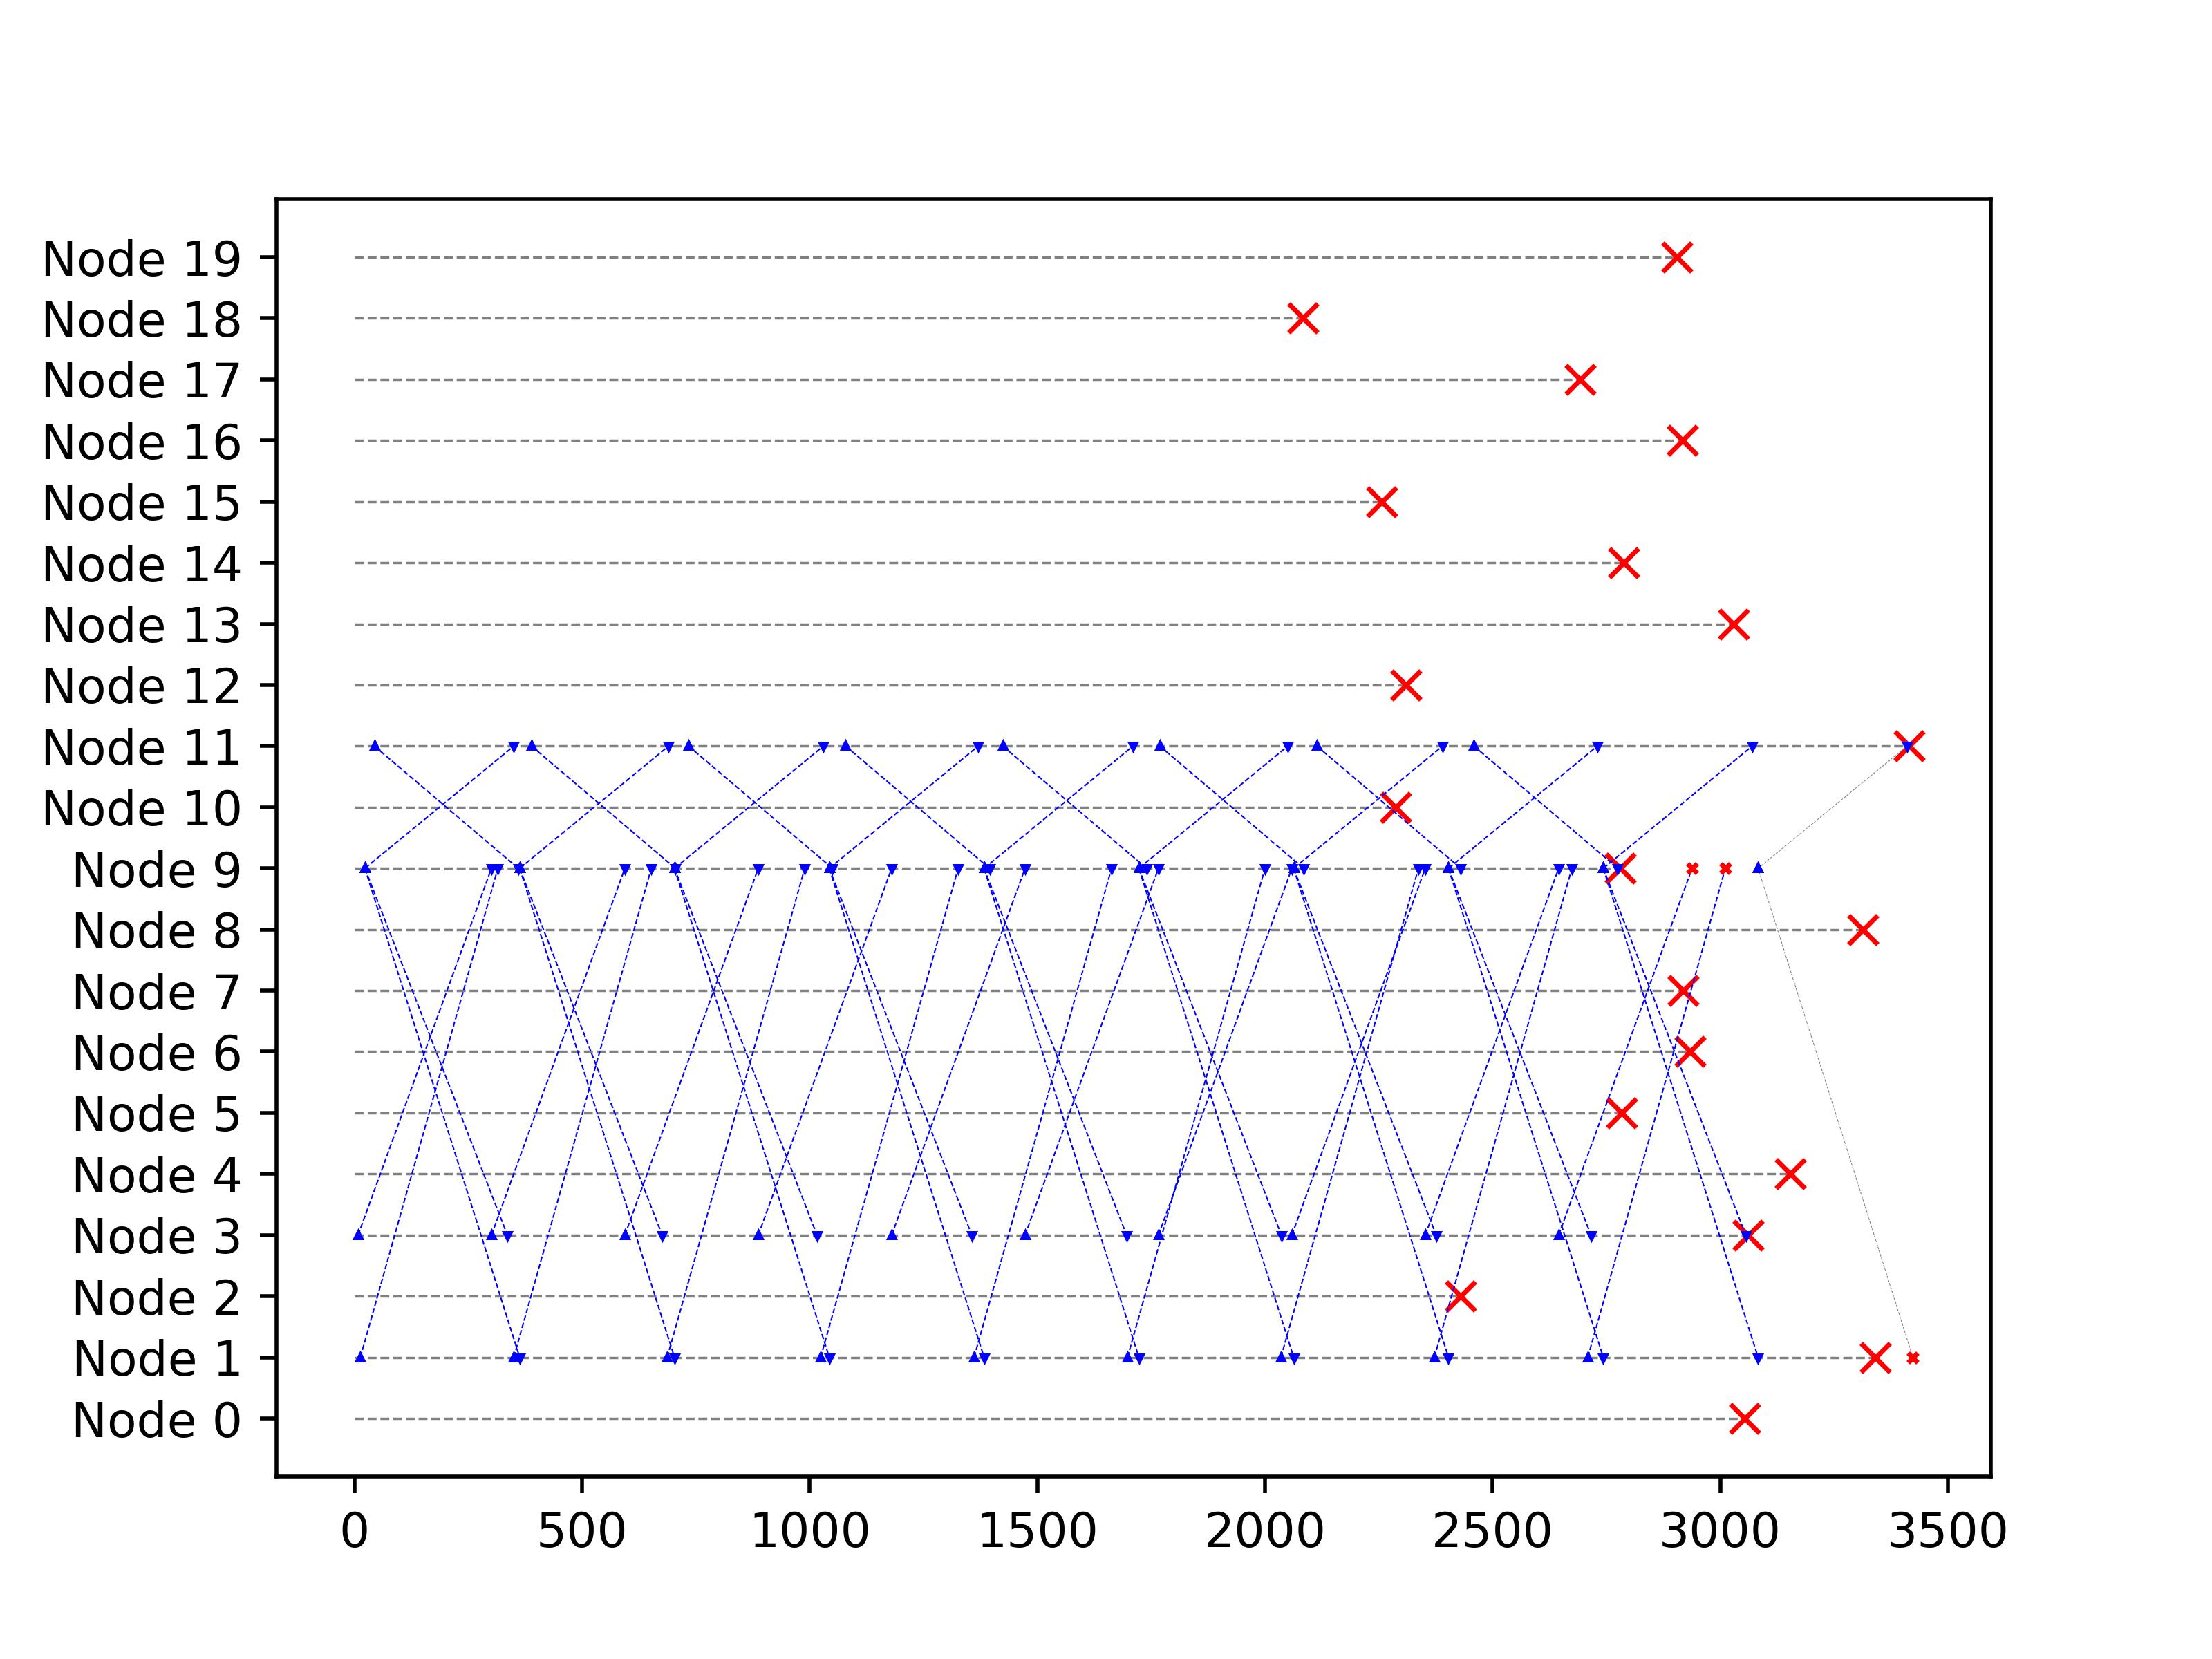 Node 19
Node 18
Node 17
Node 16
Node 15
Node 14
Node 13
Node 12
Node 11
Node 10
Node 9
Node 8
Node 7
Node 6
Node 5
Node 4
Node 3
Node 2
Node 1
Node 0
0 500 1000 1500 2000 2500 3000 3500